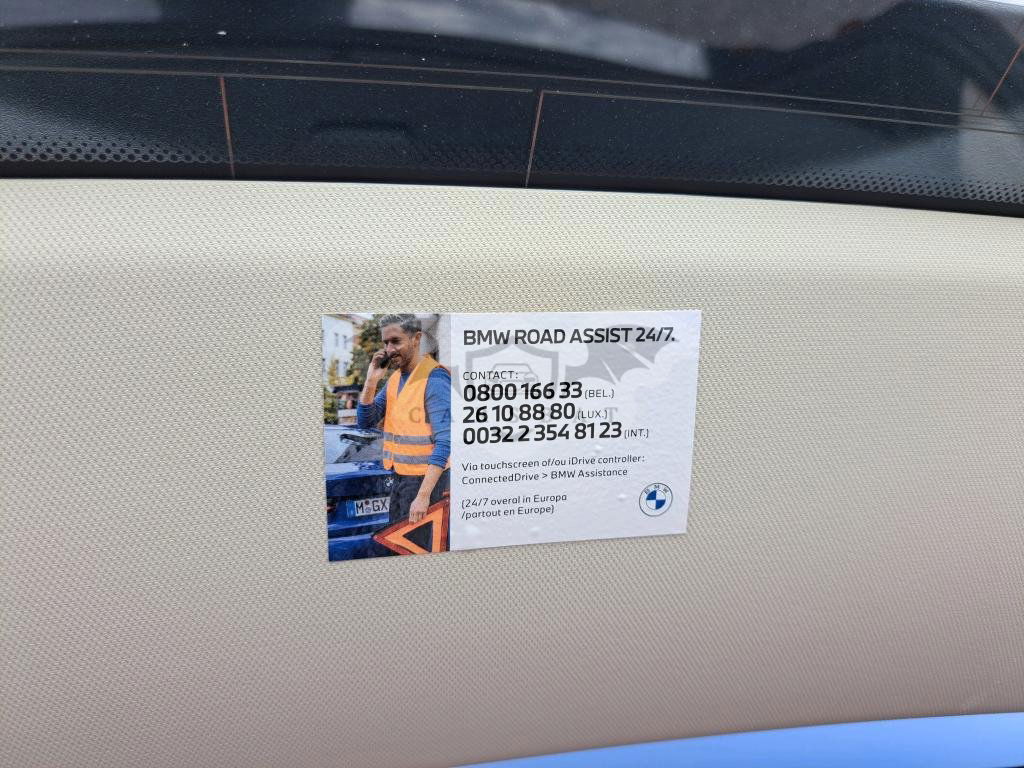 BMW ROAD ASSIST 24/7.
CONTACT:
0800 166 33 (BEL.)
26 10 88 80 (LUX.)
0032 2 354 81 23 (INT.)
Via touchscreen of/ou iDrive controller:
ConnectedDrive > BMW Assistance
(24/7 overal in Europa
/partout en Europe)
BMW
M GX